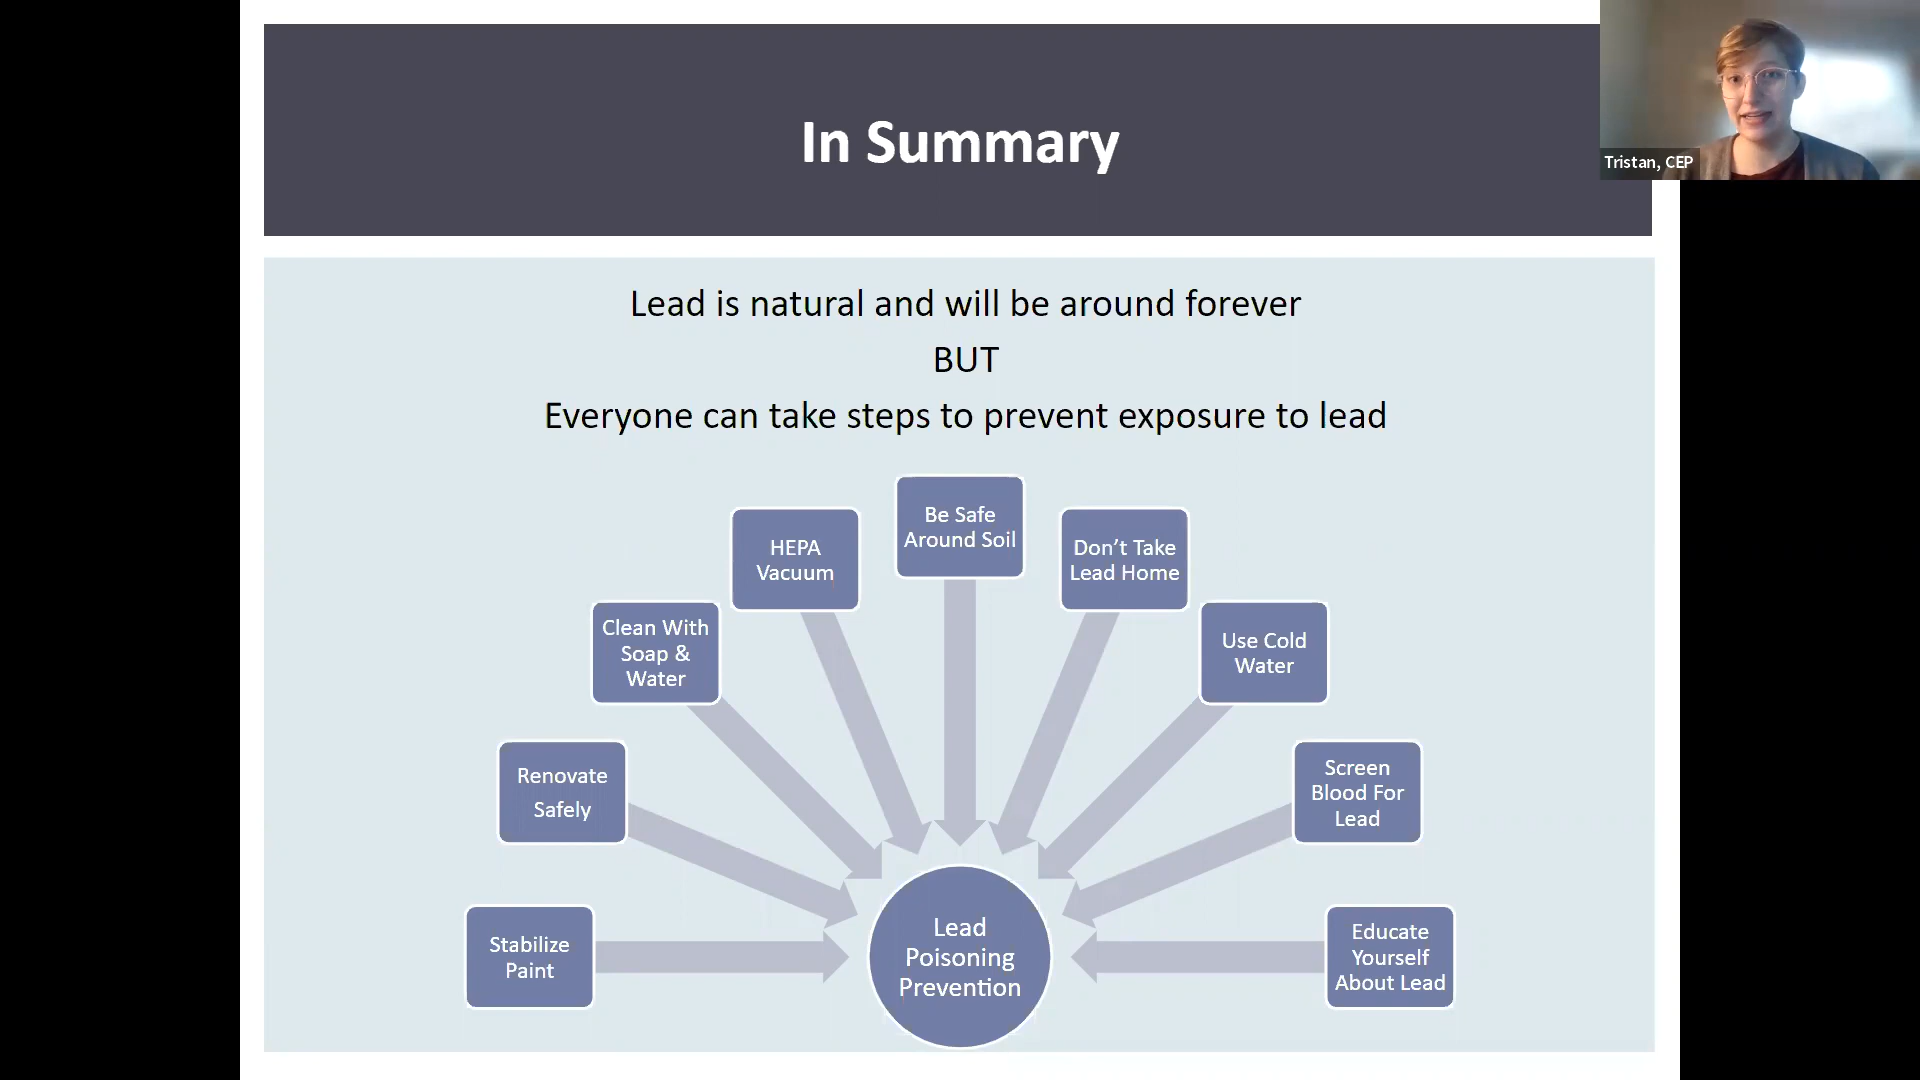 In Summary
Tristan, CEP
Lead is natural and will be around forever
BUT
Everyone can take steps to prevent exposure to lead
Stabilize
Paint
Renovate
Safely
Clean With
Soap &
Water
HEPA
Vacuum
Be Safe
Around Soil
Don’t Take
Lead Home
Use Cold
Water
Screen
Blood For
Lead
Educate
Yourself
About Lead
Lead
Poisoning
Prevention